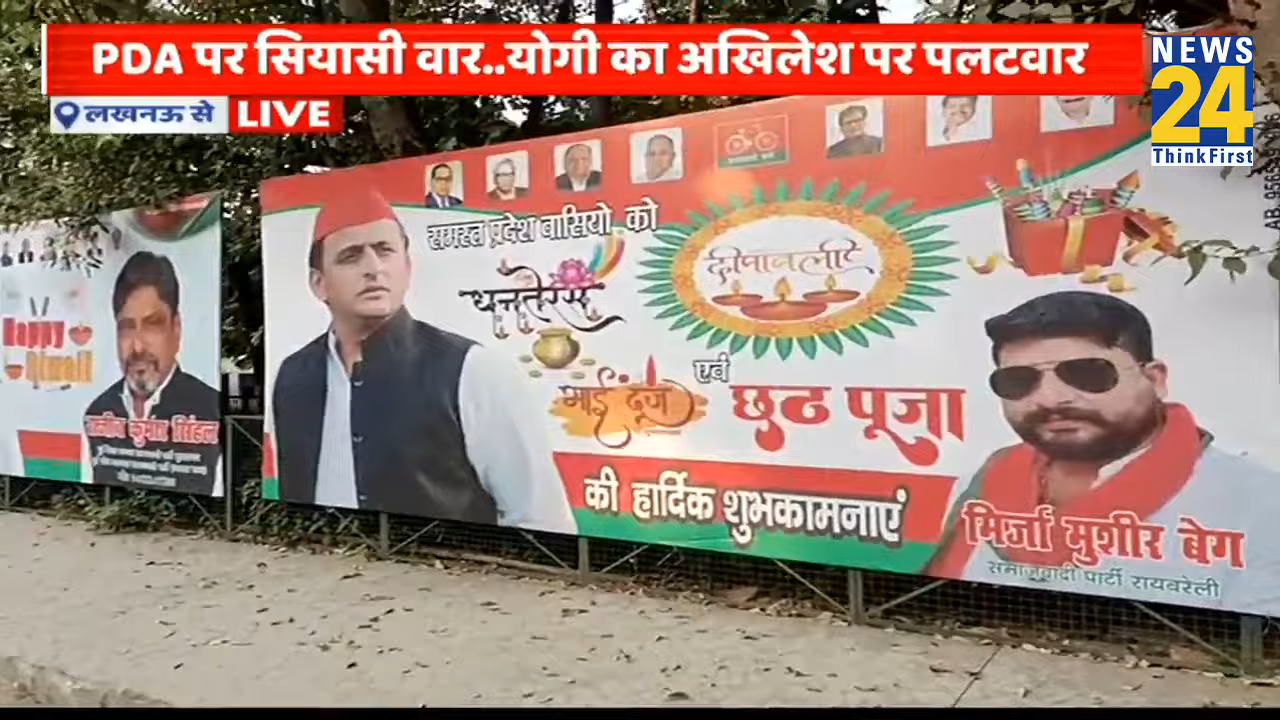 PDA पर सियासी वार..योगी का अखिलेश पर पलटवार
लखनऊ से
LIVE
NEWS
24
ThinkFirst
समस्त प्रदेश वासियो को
धनतेरस
दीपावली
भाई दूज
एवं
छठ पूजा
की हार्दिक शुभकामनाएं
मिर्जा मुशीर बेग
समाजवादी पार्टी रायबरेली
Happy
Diwali
कुमार सिंहल